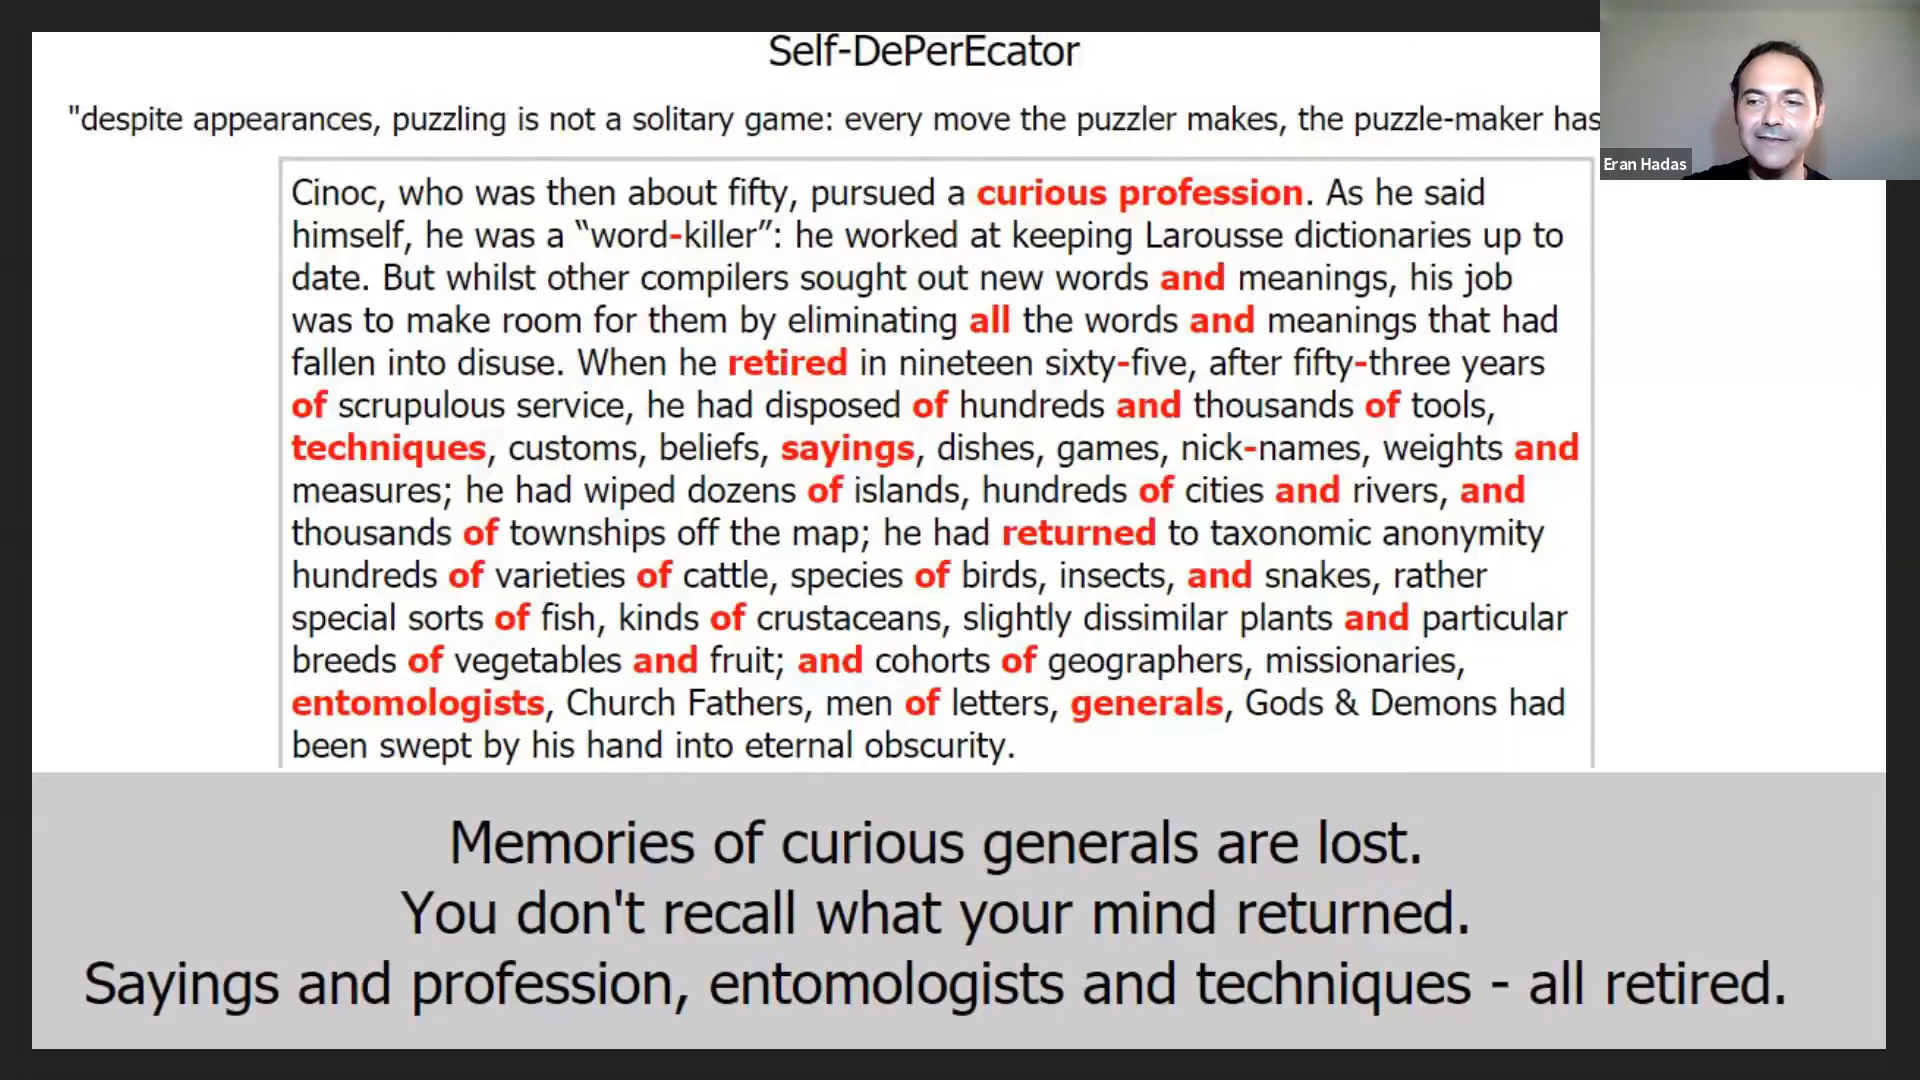 Self-DePerEcator
"despite appearances, puzzling is not a solitary game: every move the puzzler makes, the puzzle-maker has
Eran Hadas
Cinoc, who was then about fifty, pursued a curious profession. As he said
himself, he was a “word-killer”: he worked at keeping Larousse dictionaries up to
date. But whilst other compilers sought out new words and meanings, his job
was to make room for them by eliminating all the words and meanings that had
fallen into disuse. When he retired in nineteen sixty-five, after fifty-three years
of scrupulous service, he had disposed of hundreds and thousands of tools,
techniques, customs, beliefs, sayings, dishes, games, nick-names, weights and
measures; he had wiped dozens of islands, hundreds of cities and rivers, and
thousands of townships off the map; he had returned to taxonomic anonymity
hundreds of varieties of cattle, species of birds, insects, and snakes, rather
special sorts of fish, kinds of crustaceans, slightly dissimilar plants and particular
breeds of vegetables and fruit; and cohorts of geographers, missionaries,
entomologists, Church Fathers, men of letters, generals, Gods & Demons had
been swept by his hand into eternal obscurity.
Memories of curious generals are lost.
You don't recall what your mind returned.
Sayings and profession, entomologists and techniques - all retired.